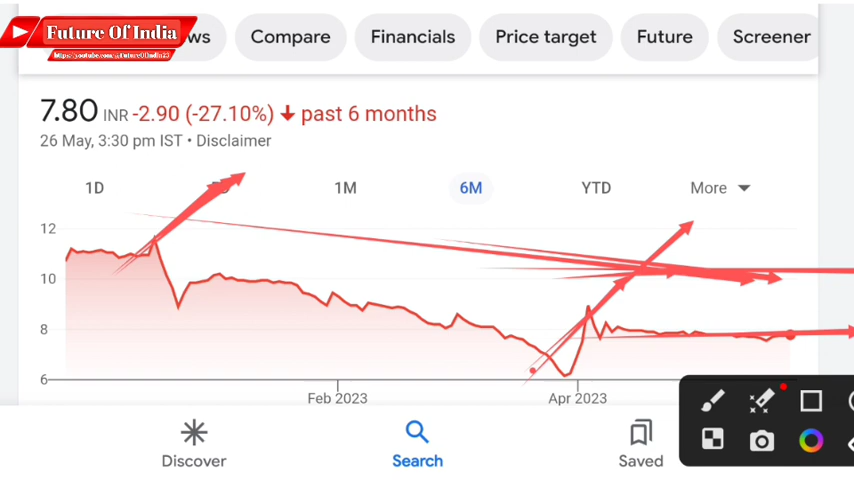 Future Of India
ws
Compare
Financials
Price target
Future
Screener
7.80 INR -2.90 (-27.10%) past 6 months
26 May, 3:30 pm IST • Disclaimer
1D
1M
6M
YTD
More
12
10
8
6
Feb 2023
Apr 2023
Discover
Search
Saved